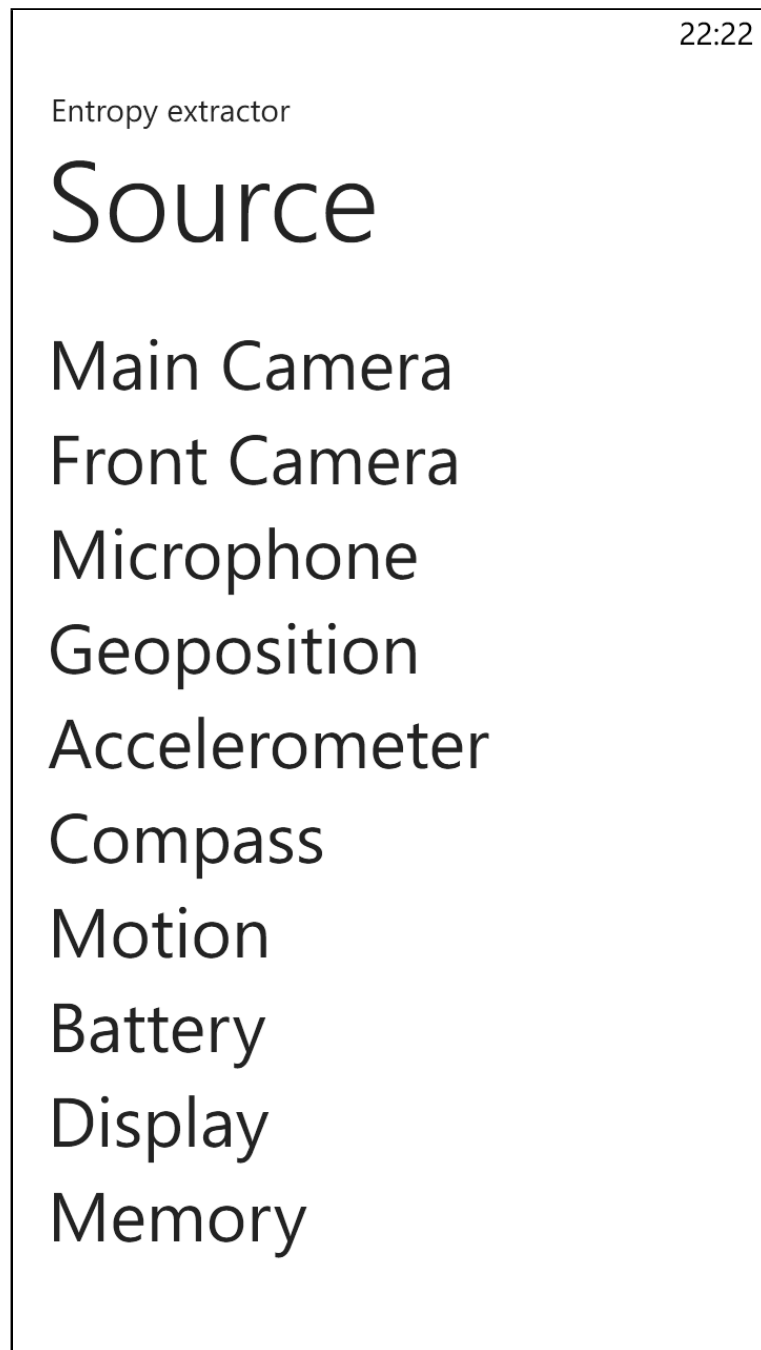 22:22
Entropy extractor
Source
Main Camera
Front Camera
Microphone
Geoposition
Accelerometer
Compass
Motion
Battery
Display
Memory